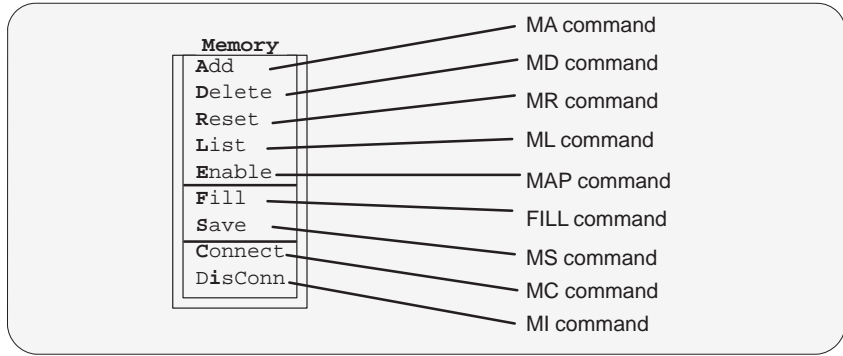 Memory
Add
Delete
Reset
List
Enable
Fill
Save
Connect
DisConn
MA command
MD command
MR command
ML command
MAP command
FILL command
MS command
MC command
MI command